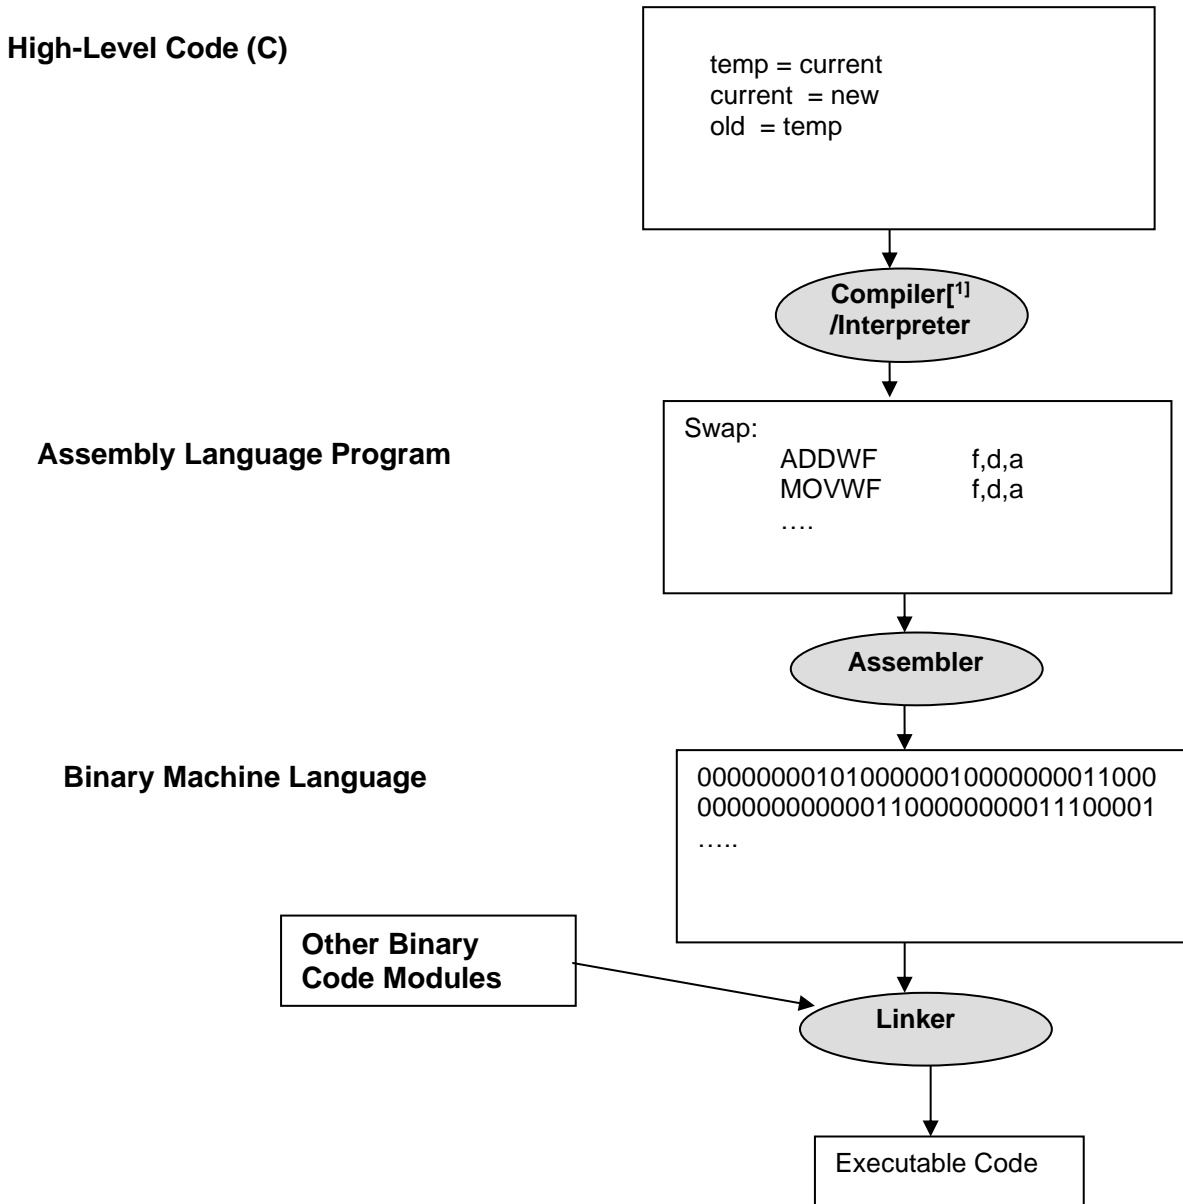 High-Level Code (C)
temp = current
current  = new
old  = temp
Compiler[1]
/Interpreter
Assembly Language Program
Swap:
ADDWF f,d,a
MOVWF f,d,a
….
Assembler
Binary Machine Language
00000000101000000100000000011000
00000000000001100000000011100001
…..
Other Binary
Code Modules
Linker
Executable Code